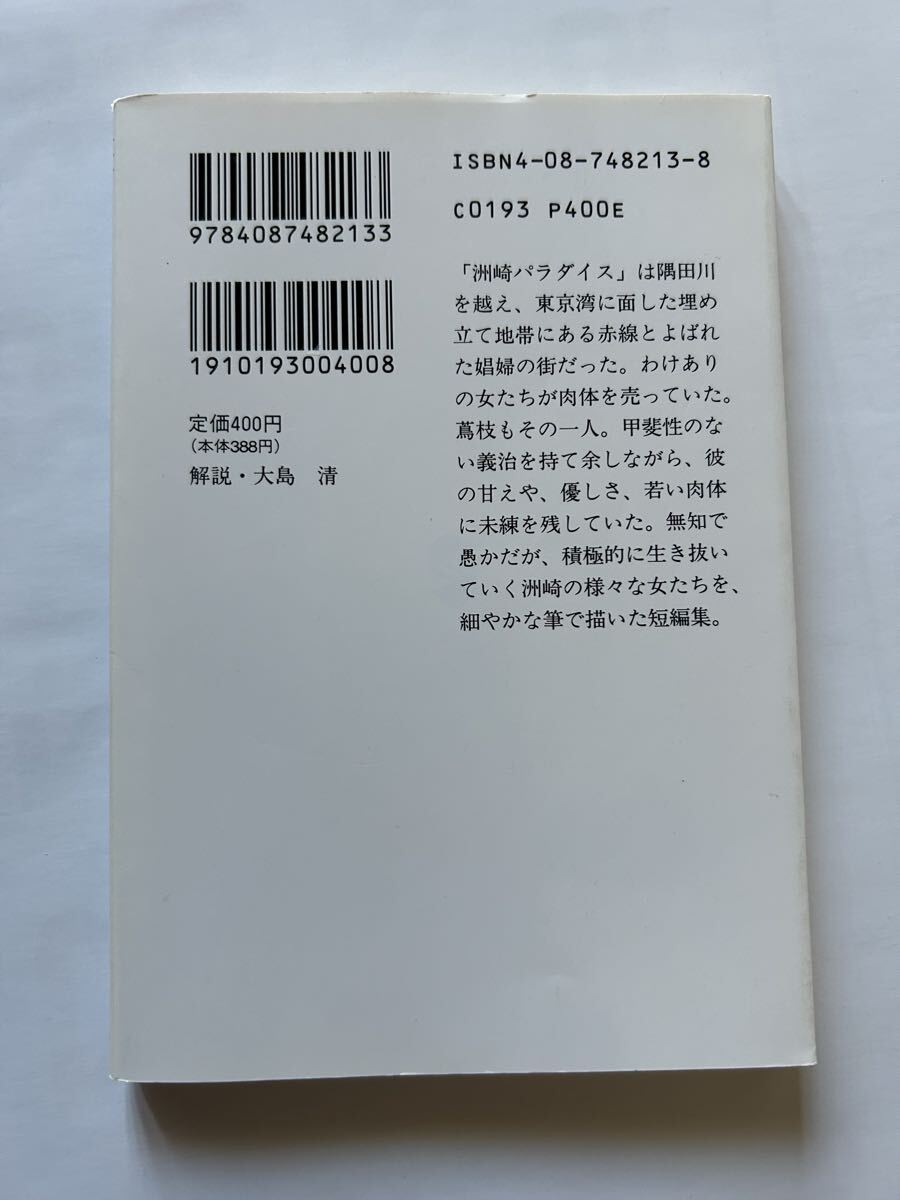 9784087482133
1910193004008
定価400円
(本体388円)
解説・大島　清
ISBN4-08-748213-8
C0193 P400E
「洲崎パラダイス」は隅田川
を越え、東京湾に面した埋め
立て地帯にある赤線とよばれ
た娼婦の街だった。わけあり
の女たちが肉体を売っていた。
蔦枝もその一人。甲斐性のな
い義治を持て余しながら、彼
の甘えや、優しさ、若い肉体
に未練を残していた。無知で
愚かだが、積極的に生き抜い
ていく洲崎の様々な女たちを、
細やかな筆で描いた短編集。